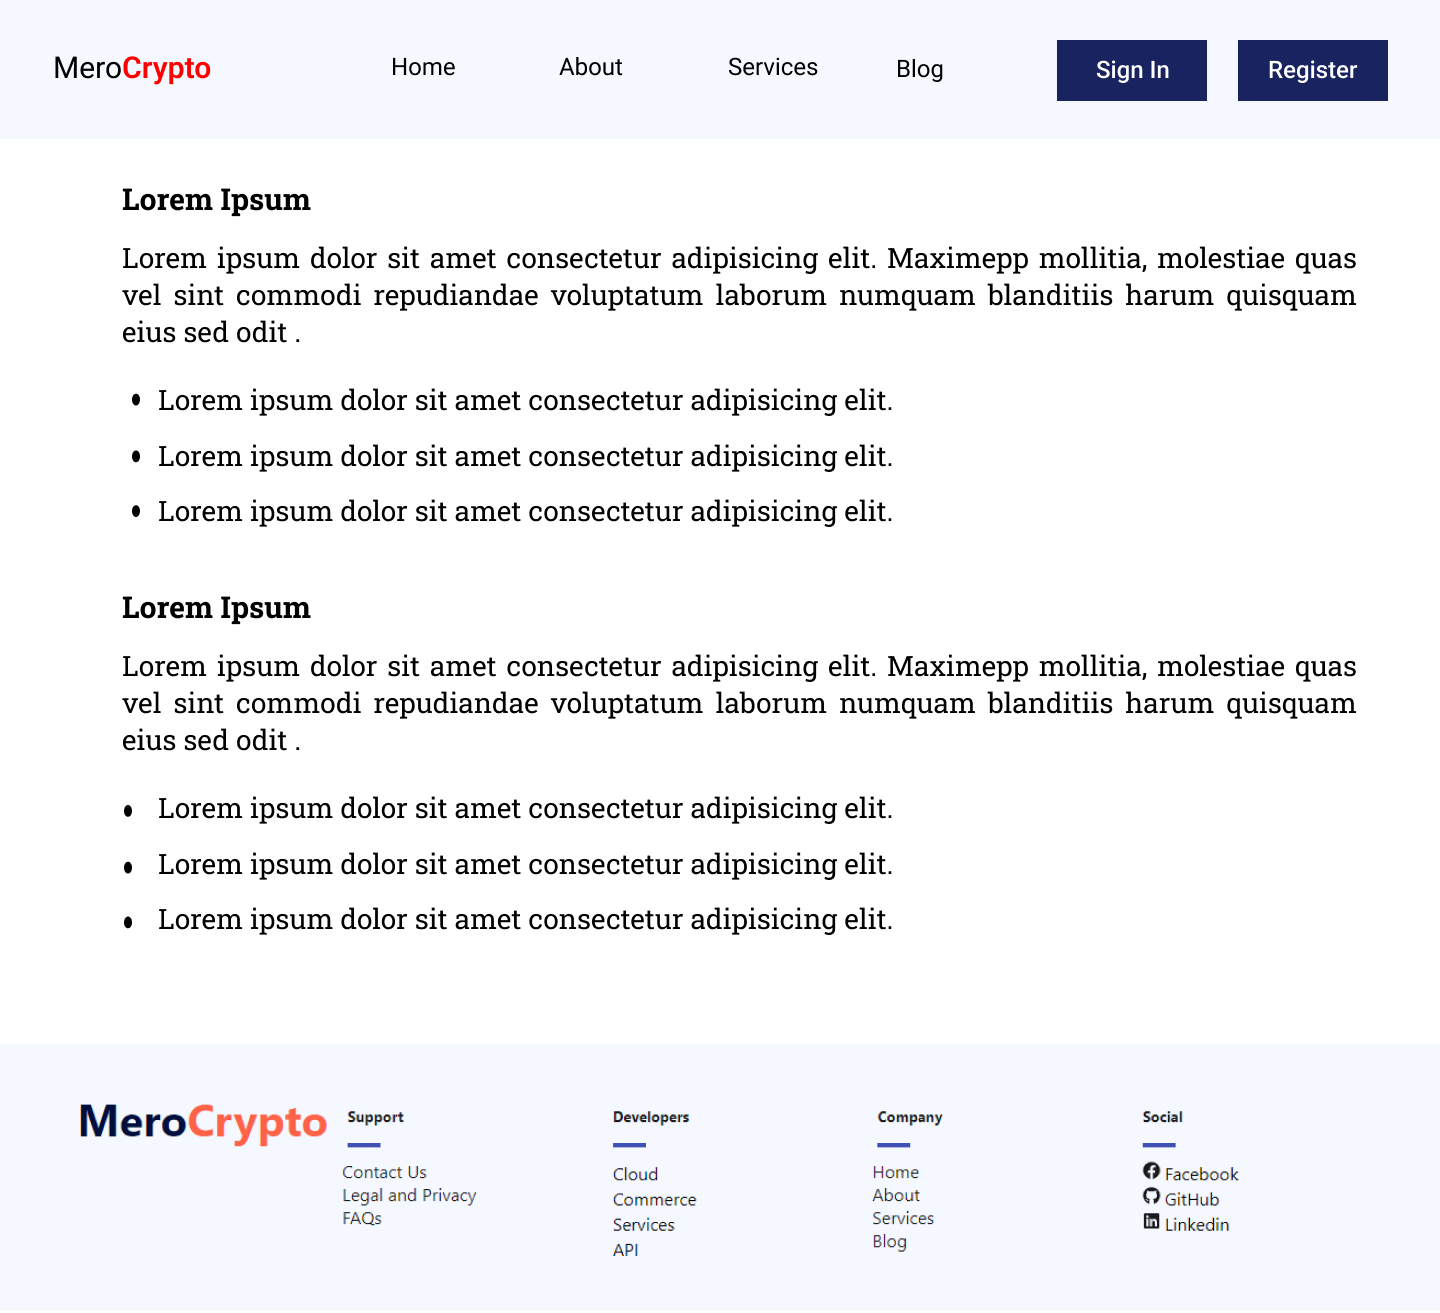 MeroCrypto Home About Services Blog Sign In Register
Lorem Ipsum
Lorem ipsum dolor sit amet consectetur adipisicing elit. Maximepp mollitia, molestiae quas
vel sint commodi repudiandae voluptatum laborum numquam blanditiis harum quisquam
eius sed odit .
Lorem ipsum dolor sit amet consectetur adipisicing elit.
Lorem ipsum dolor sit amet consectetur adipisicing elit.
Lorem ipsum dolor sit amet consectetur adipisicing elit.
Lorem Ipsum
Lorem ipsum dolor sit amet consectetur adipisicing elit. Maximepp mollitia, molestiae quas
vel sint commodi repudiandae voluptatum laborum numquam blanditiis harum quisquam
eius sed odit .
Lorem ipsum dolor sit amet consectetur adipisicing elit.
Lorem ipsum dolor sit amet consectetur adipisicing elit.
Lorem ipsum dolor sit amet consectetur adipisicing elit.
MeroCrypto
Support
Contact Us
Legal and Privacy
FAQs
Developers
Cloud
Commerce
Services
API
Company
Home
About
Services
Blog
Social
Facebook
GitHub
Linkedin